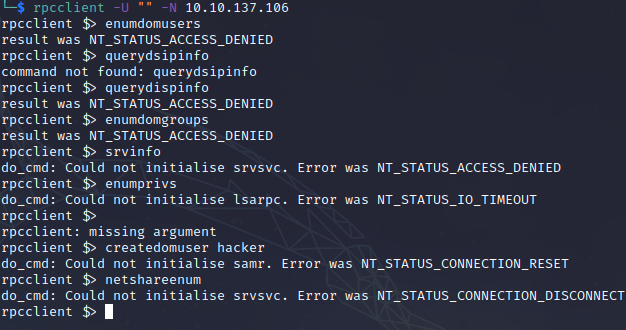 └─$ rpcclient -U "" -N 10.10.137.106
rpcclient $> enumdomusers
result was NT_STATUS_ACCESS_DENIED
rpcclient $> querydsipinfo
command not found: querydsipinfo
rpcclient $> querydispinfo
result was NT_STATUS_ACCESS_DENIED
rpcclient $> enumdomgroups
result was NT_STATUS_ACCESS_DENIED
rpcclient $> srvinfo
do_cmd: Could not initialise srvsvc. Error was NT_STATUS_ACCESS_DENIED
rpcclient $> enumprivs
do_cmd: Could not initialise lsarpc. Error was NT_STATUS_IO_TIMEOUT
rpcclient $>
rpcclient: missing argument
rpcclient $> createdomuser hacker
do_cmd: Could not initialise samr. Error was NT_STATUS_CONNECTION_RESET
rpcclient $> netshareenum
do_cmd: Could not initialise srvsvc. Error was NT_STATUS_CONNECTION_DISCONNECT
rpcclient $>